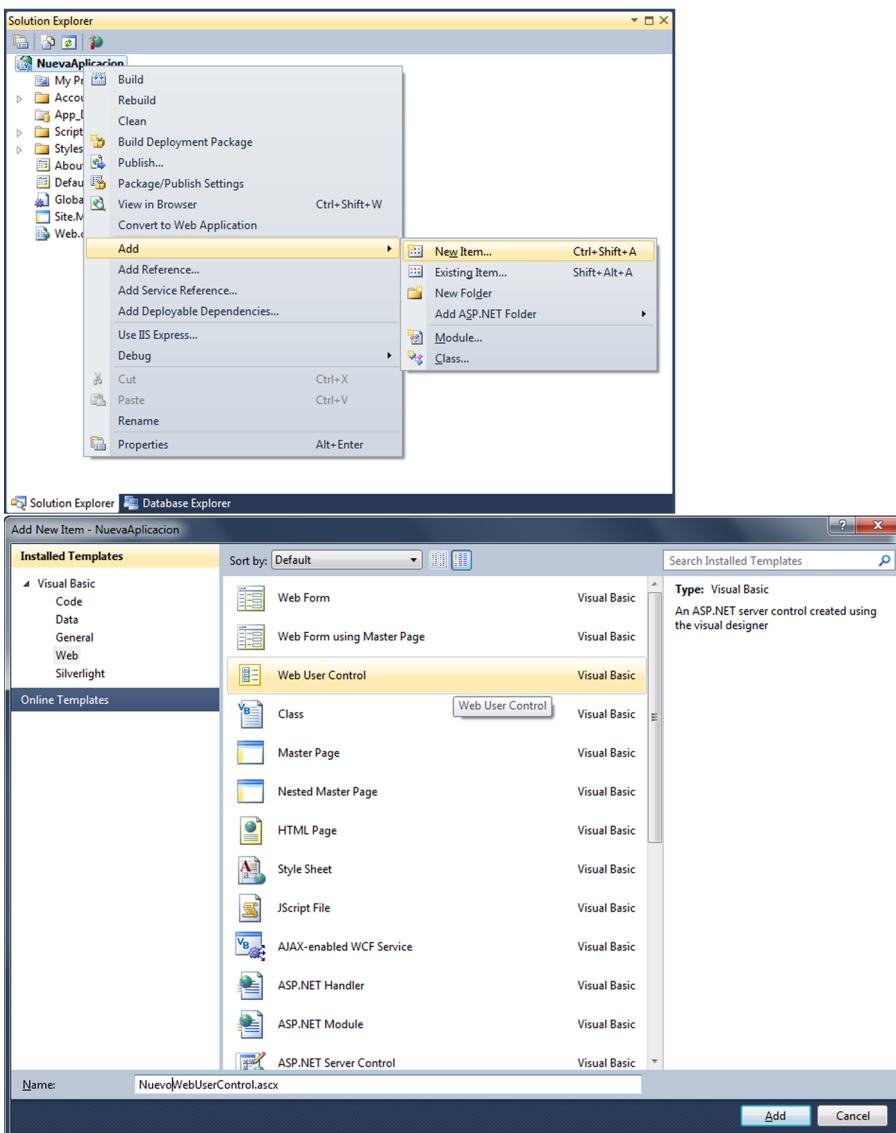 Solution Explorer
NuevaAplicacion
My Pr
Accou
App_D
Script
Styles
Abou
Defau
Globa
Site.M
Web.c
Build
Rebuild
Clean
Build Deployment Package
Publish...
Package/Publish Settings
View in Browser Ctrl+Shift+W
Convert to Web Application
Add
Add Reference...
Add Service Reference...
Add Deployable Dependencies...
Use IIS Express...
Debug
Cut Ctrl+X
Paste Ctrl+V
Rename
Properties Alt+Enter
New Item... Ctrl+Shift+A
Existing Item... Shift+Alt+A
New Folder
Add ASP.NET Folder
Module...
Class...
Solution Explorer Database Explorer
Add New Item - NuevaAplicacion
Installed Templates
Visual Basic
Code
Data
General
Web
Silverlight
Online Templates
Sort by: Default
Web Form Visual Basic
Web Form using Master Page Visual Basic
Web User Control Visual Basic
Web User Control
Class Visual Basic
Master Page Visual Basic
Nested Master Page Visual Basic
HTML Page Visual Basic
Style Sheet Visual Basic
JScript File Visual Basic
AJAX-enabled WCF Service Visual Basic
ASP.NET Handler Visual Basic
ASP.NET Module Visual Basic
ASP.NET Server Control Visual Basic
Search Installed Templates
Type: Visual Basic
An ASP.NET server control created using
the visual designer
Name: NuevoWebUserControl.ascx
Add Cancel